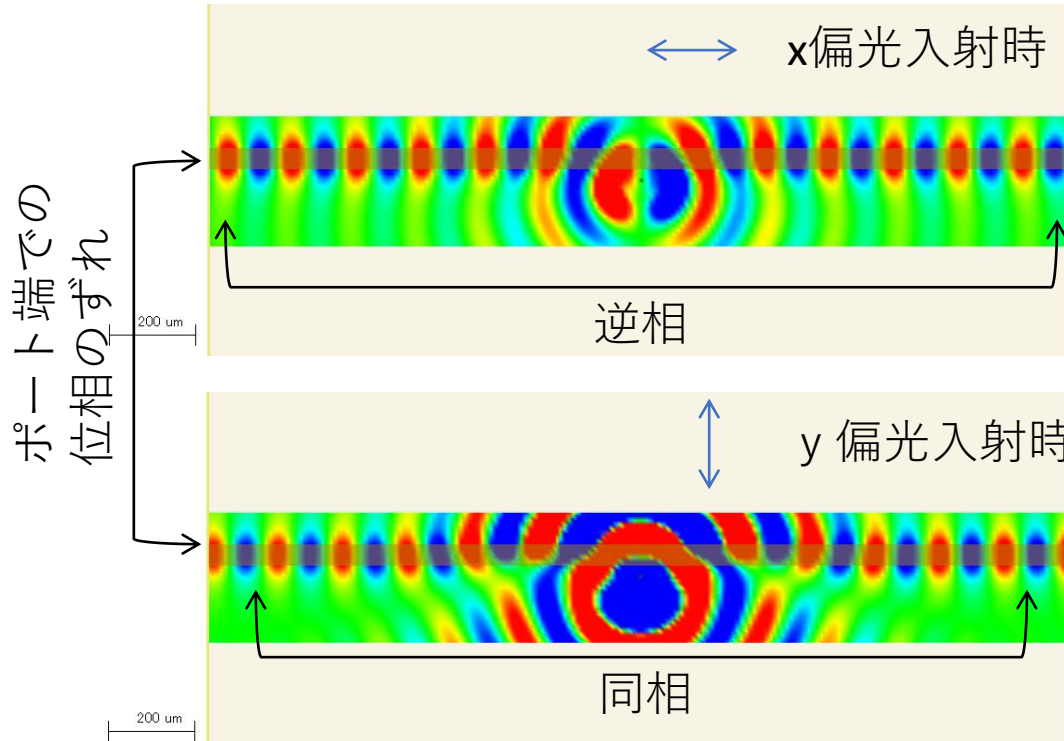 x偏光入射時
ポート端での
位相のずれ
200 um
逆相
y 偏光入射時
同相
200 um